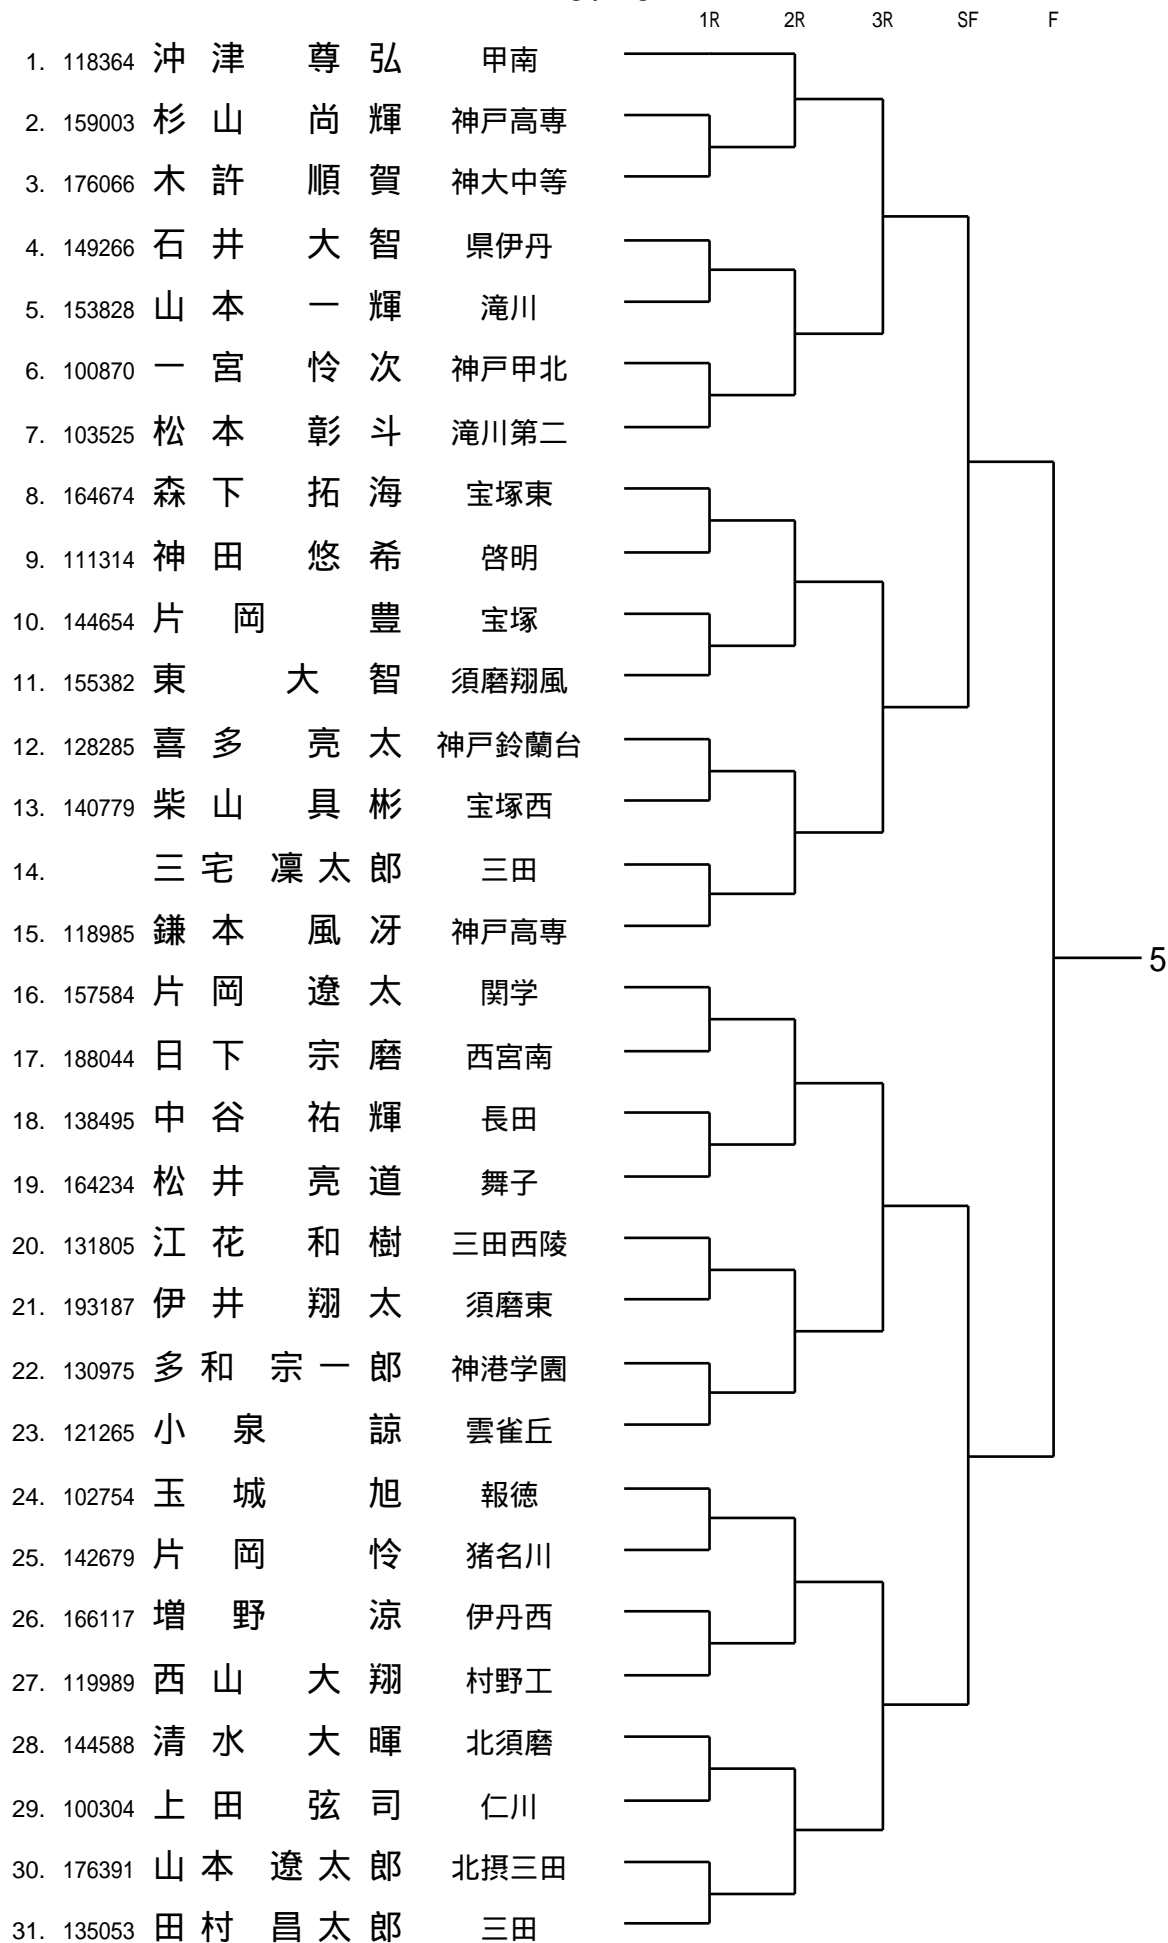 1R 2R 3R SF F
1. 118364 沖津 尊弘 甲南
2. 159003 杉山 尚輝 神戸高専
3. 176066 木許 順賀 神大中等
4. 149266 石井 大智 県伊丹
5. 153828 山本 一輝 滝川
6. 100870 一宮 怜次 神戸甲北
7. 103525 松本 彰斗 滝川第二
8. 164674 森下 拓海 宝塚東
9. 111314 神田 悠希 啓明
10. 144654 片岡 豊 宝塚
11. 155382 東 大智 須磨翔風
12. 128285 喜多 亮太 神戸鈴蘭台
13. 140779 柴山 具彬 宝塚西
14. 三宅 凜太郎 三田
15. 118985 鎌本 風冴 神戸高専
5
16. 157584 片岡 遼太 関学
17. 188044 日下 宗磨 西宮南
18. 138495 中谷 祐輝 長田
19. 164234 松井 亮道 舞子
20. 131805 江花 和樹 三田西陵
21. 193187 伊井 翔太 須磨東
22. 130975 多和 宗一郎 神港学園
23. 121265 小泉 諒 雲雀丘
24. 102754 玉城 旭 報徳
25. 142679 片岡 怜 猪名川
26. 166117 増野 涼 伊丹西
27. 119989 西山 大翔 村野工
28. 144588 清水 大暉 北須磨
29. 100304 上田 弦司 仁川
30. 176391 山本 遼太郎 北摂三田
31. 135053 田村 昌太郎 三田